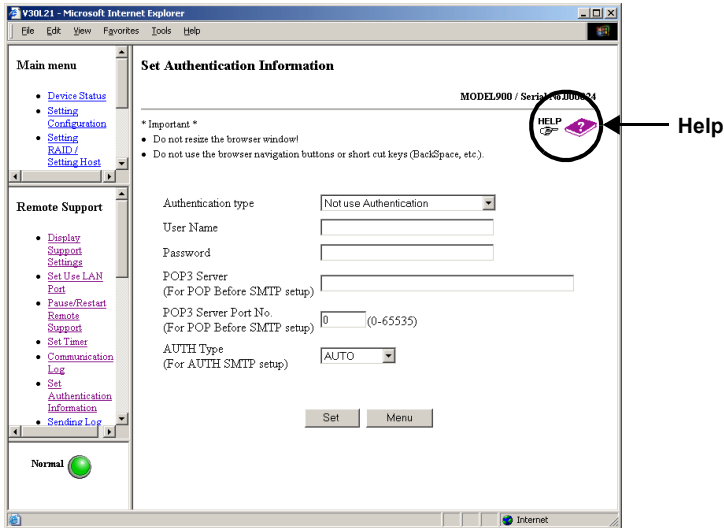 V30L21 - Microsoft Internet Explorer
File Edit View Favorites Tools Help
Main menu
• Device Status
• Setting
Configuration
• Setting
RAID /
Setting Host
Remote Support
• Display
Support
Settings
• Set Use LAN
Port
• Pause/Restart
Remote
Support
• Set Timer
• Communication
Log
• Set
Authentication
Information
• Sending Log
Normal
Set Authentication Information
MODEL900 / Serial No.000024
HELP
?
Help
* Important *
• Do not resize the browser window!
• Do not use the browser navigation buttons or short cut keys (BackSpace, etc.).
Authentication type Not use Authentication
User Name
Password
POP3 Server
(For POP Before SMTP setup)
POP3 Server Port No.
(For POP Before SMTP setup) 0 (0-65535)
AUTH Type
(For AUTH SMTP setup) AUTO
Set Menu
Internet